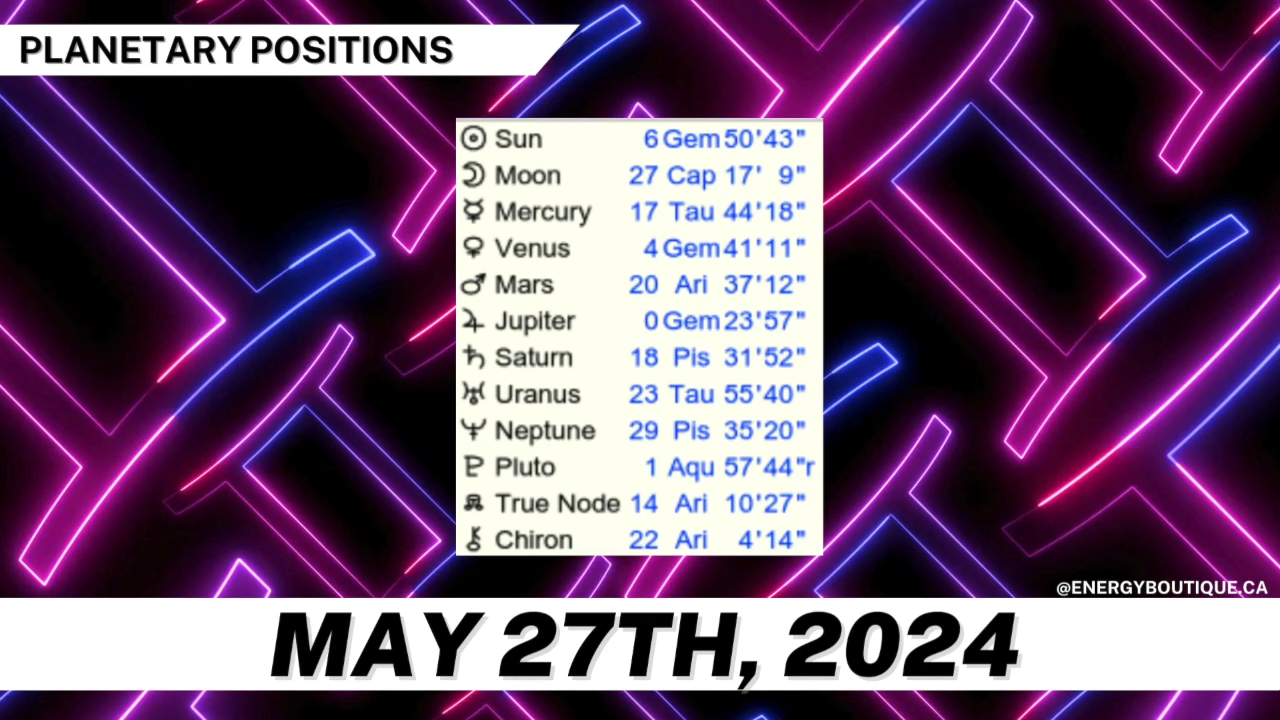 PLANETARY POSITIONS
☉ Sun 6 Gem 50'43"
☽ Moon 27 Cap 17' 9"
☿ Mercury 17 Tau 44'18"
♀ Venus 4 Gem 41'11"
♂ Mars 20 Ari 37'12"
♃ Jupiter 0 Gem 23'57"
♄ Saturn 18 Pis 31'52"
♅ Uranus 23 Tau 55'40"
♆ Neptune 29 Pis 35'20"
♇ Pluto 1 Aqu 57'44"r
☊ True Node 14 Ari 10'27"
⚷ Chiron 22 Ari 4'14"
@ENERGYBOUTIQUE.CA
MAY 27TH, 2024